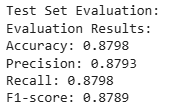 Test Set Evaluation:
Evaluation Results:
Accuracy: 0.8798
Precision: 0.8793
Recall: 0.8798
F1-score: 0.8789